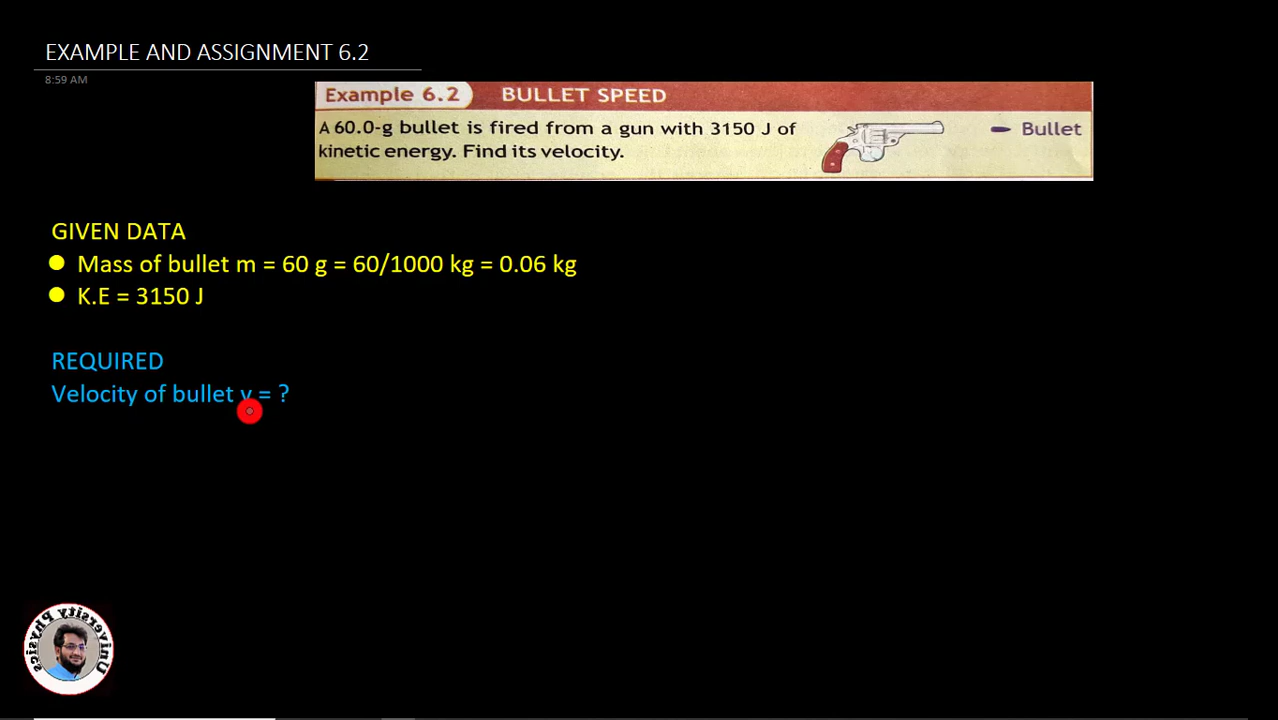 EXAMPLE AND ASSIGNMENT 6.2
8:59 AM
Example 6.2 BULLET SPEED
A 60.0-g bullet is fired from a gun with 3150 J of
kinetic energy. Find its velocity.
Bullet
GIVEN DATA
Mass of bullet m = 60 g = 60/1000 kg = 0.06 kg
K.E = 3150 J
REQUIRED
Velocity of bullet v = ?
Uniyersity Physics